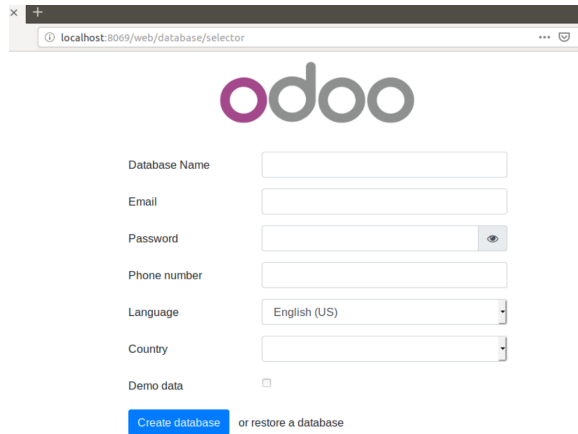 localhost:8069/web/database/selector
odoo
Database Name
Email
Password
Phone number
Language English (US)
Country
Demo data
Create database or restore a database